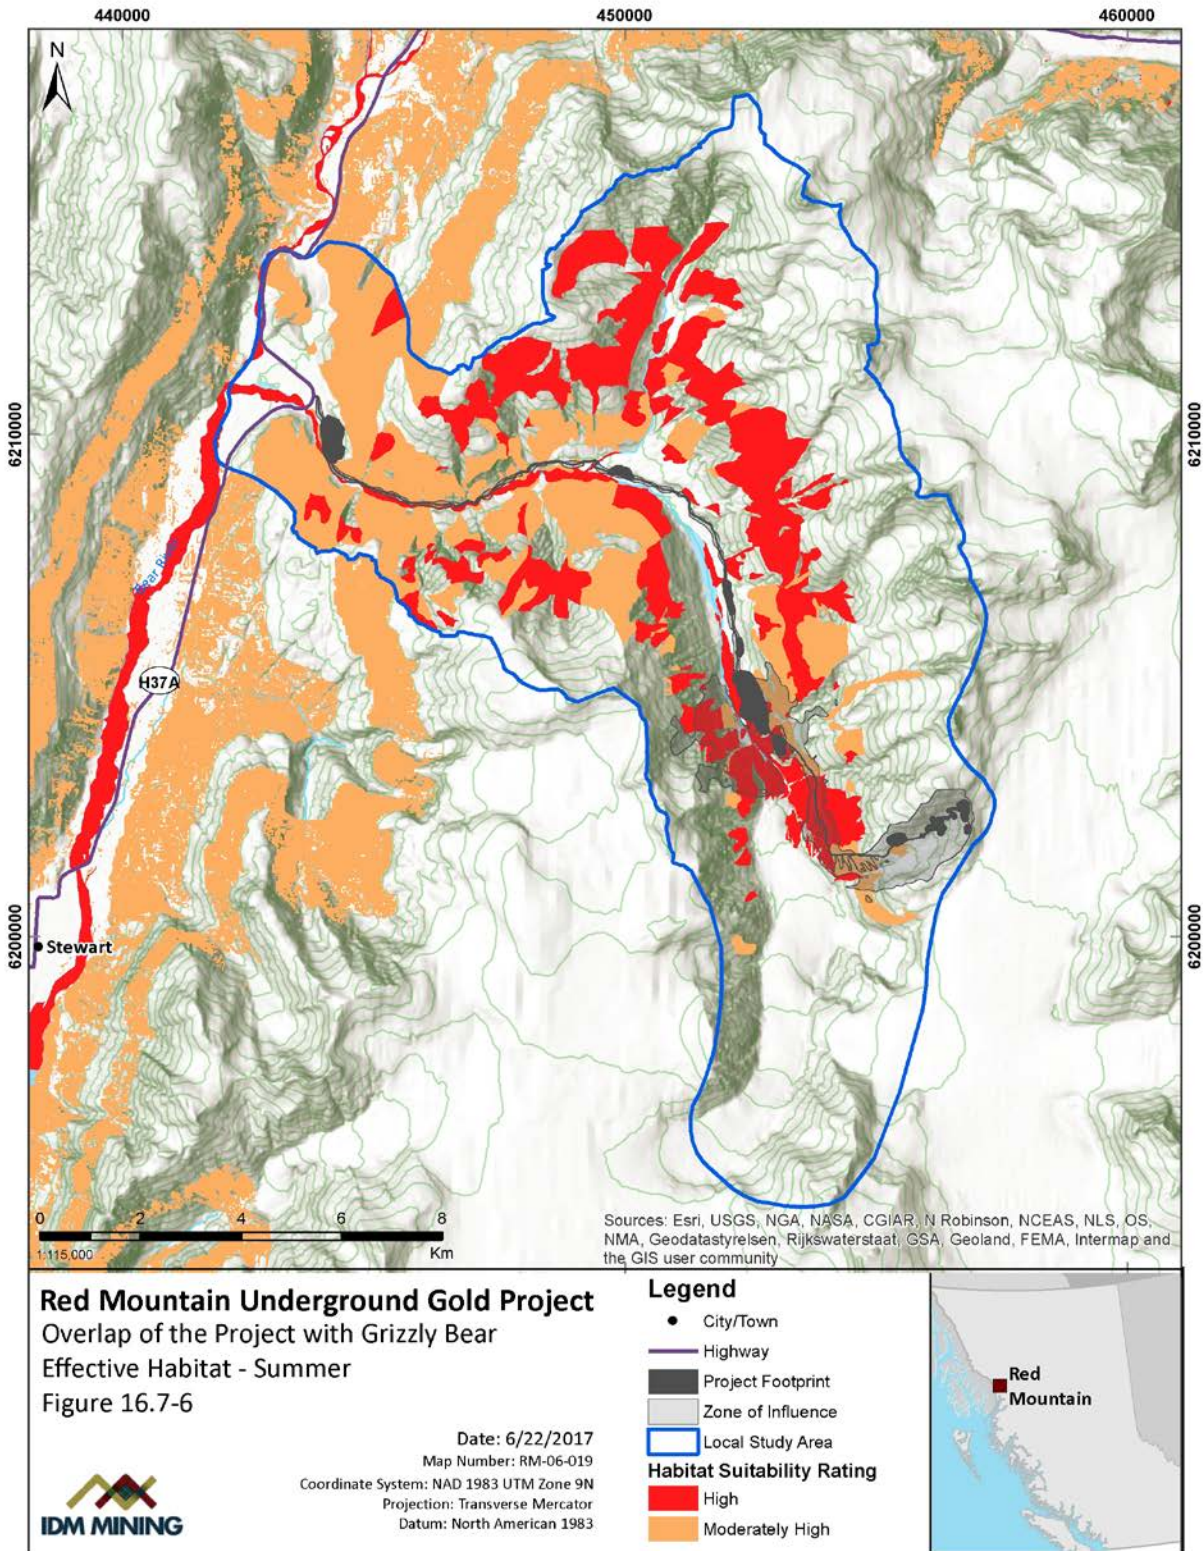 440000 450000 460000
N
6210000 6210000
Bear River
H37A
6200000 6200000
Stewart
0 2 4 6 8
1:115,000 Km
Sources: Esri, USGS, NGA, NASA, CGIAR, N Robinson, NCEAS, NLS, OS,
NMA, Geodatastyrelsen, Rijkswaterstaat, GSA, Geoland, FEMA, Intermap and
the GIS user community
440000 450000 460000
Red Mountain Underground Gold Project
Overlap of the Project with Grizzly Bear
Effective Habitat - Summer
Figure 16.7-6
Date: 6/22/2017
Map Number: RM-06-019
Coordinate System: NAD 1983 UTM Zone 9N
Projection: Transverse Mercator
Datum: North American 1983
IDM MINING
Legend
City/Town
Highway
Project Footprint
Zone of Influence
Local Study Area
Habitat Suitability Rating
High
Moderately High
Red
Mountain